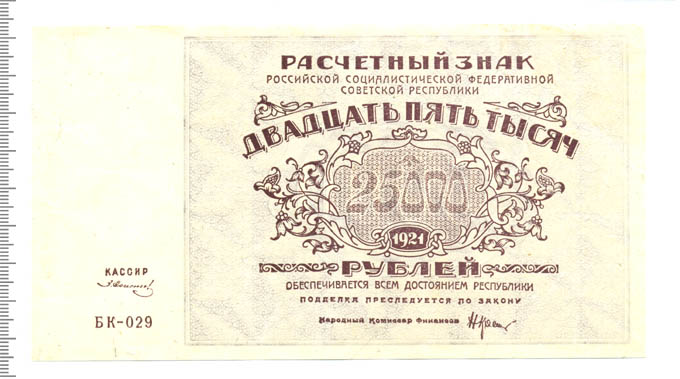 РАСЧЕТНЫЙ ЗНАК
РОССИЙСКОЙ СОЦИАЛИСТИЧЕСКОЙ ФЕДЕРАТИВНОЙ
СОВЕТСКОЙ РЕСПУБЛИКИ
ДВАДЦАТЬ ПЯТЬ ТЫСЯЧ
25000
1921
РУБЛЕЙ
ОБЕСПЕЧИВАЕТСЯ ВСЕМ ДОСТОЯНИЕМ РЕСПУБЛИКИ
ПОДДЕЛКА ПРЕСЛЕДУЕТСЯ ПО ЗАКОНУ
Народный Комиссар Финансов
КАССИР
БК-029